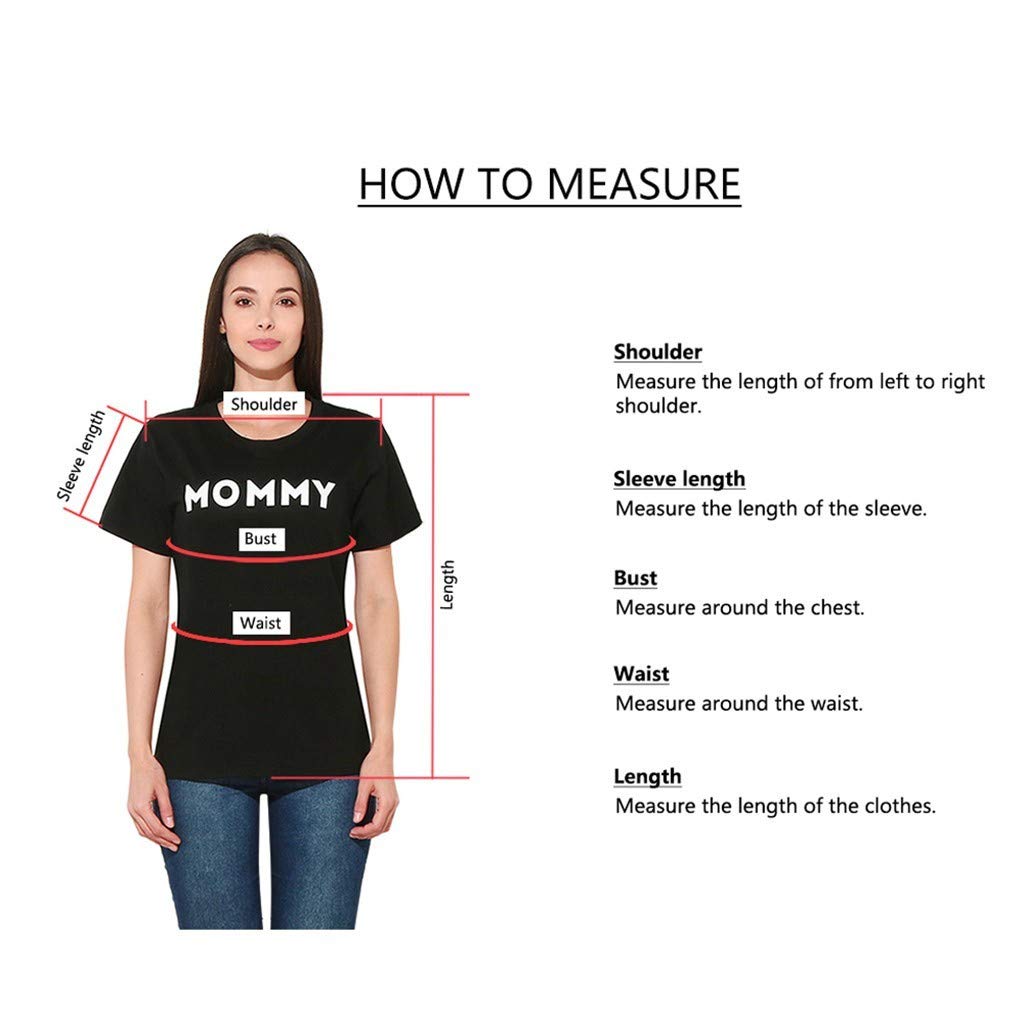 HOW TO MEASURE
Shoulder
Sleeve length
MOMMY
Bust
Waist
Length
Shoulder
Measure the length of from left to right
shoulder.
Sleeve length
Measure the length of the sleeve.
Bust
Measure around the chest.
Waist
Measure around the waist.
Length
Measure the length of the clothes.